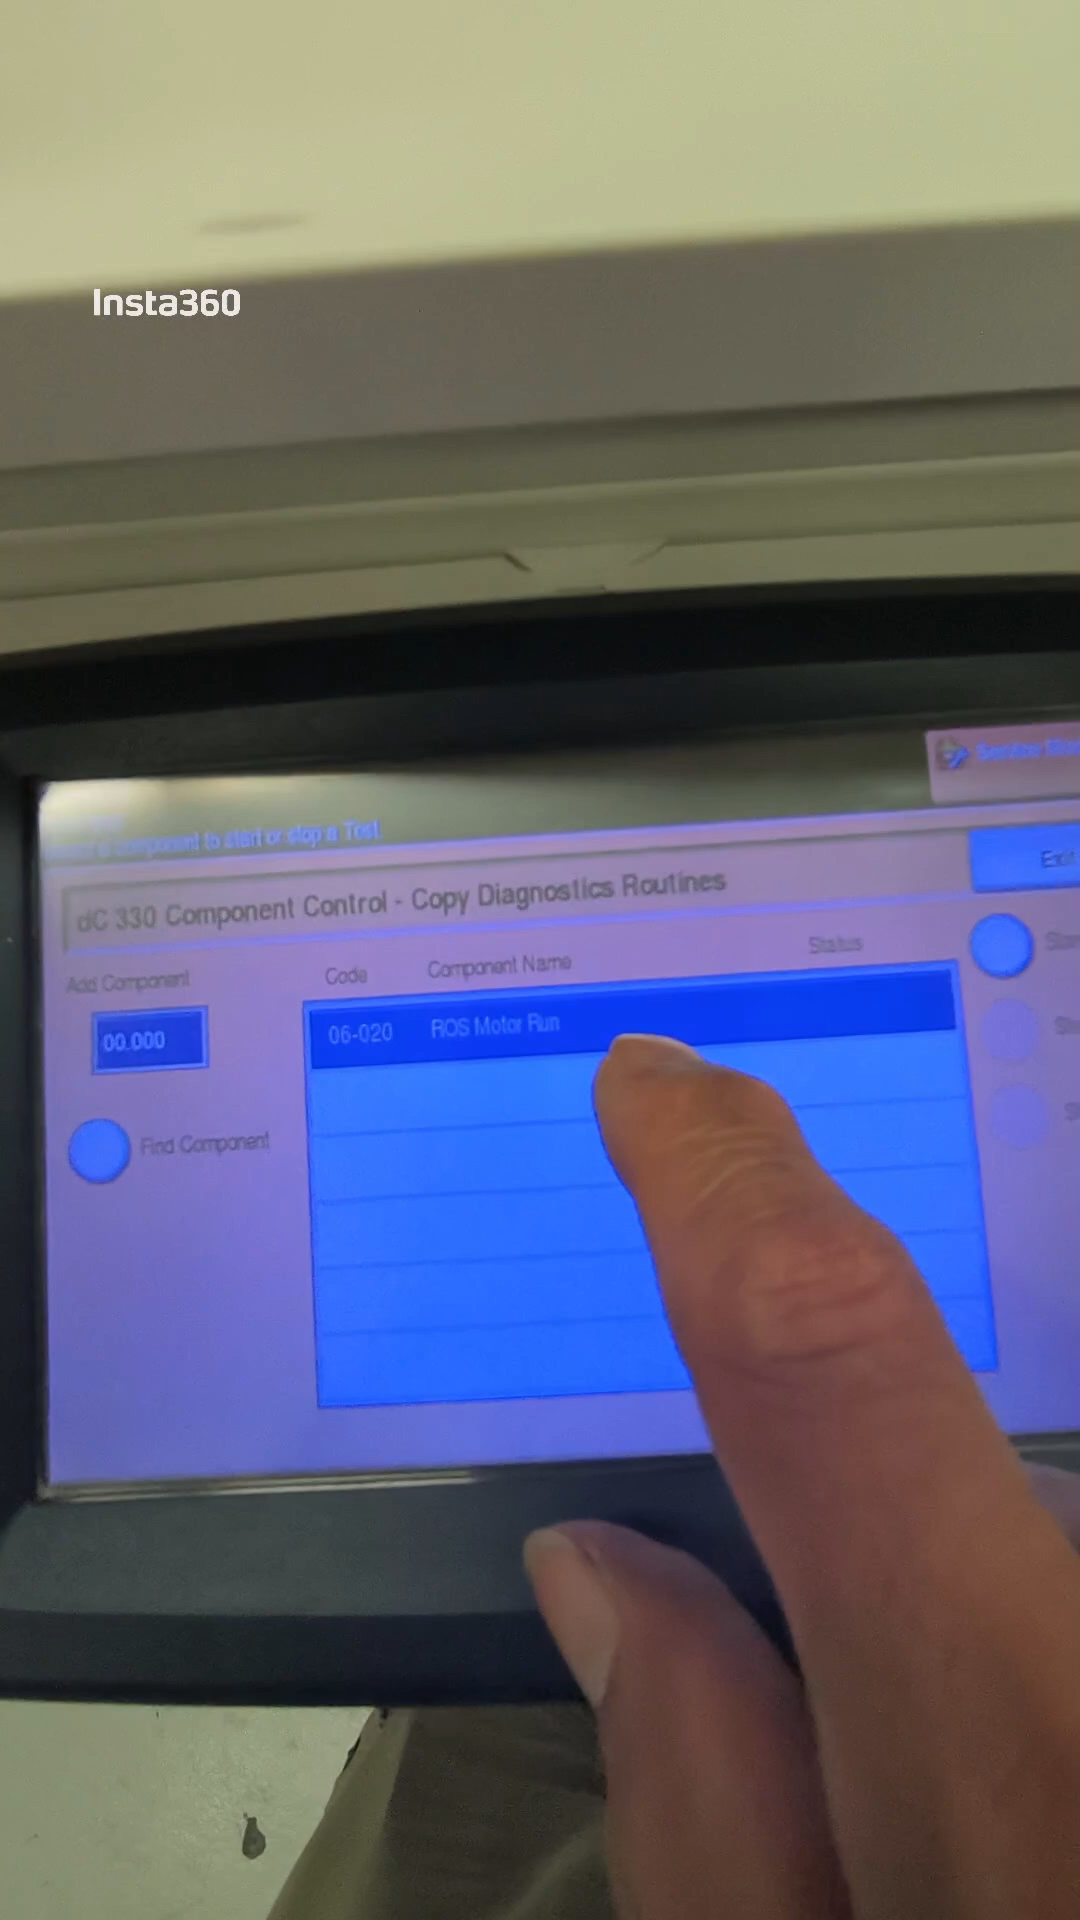 Insta360
component to start or stop a Test
Exit
dC 330 Component Control - Copy Diagnostics Routines
Add Component
Code
Component Name
Status
00.000
06-020
ROS Motor Run
Find Component